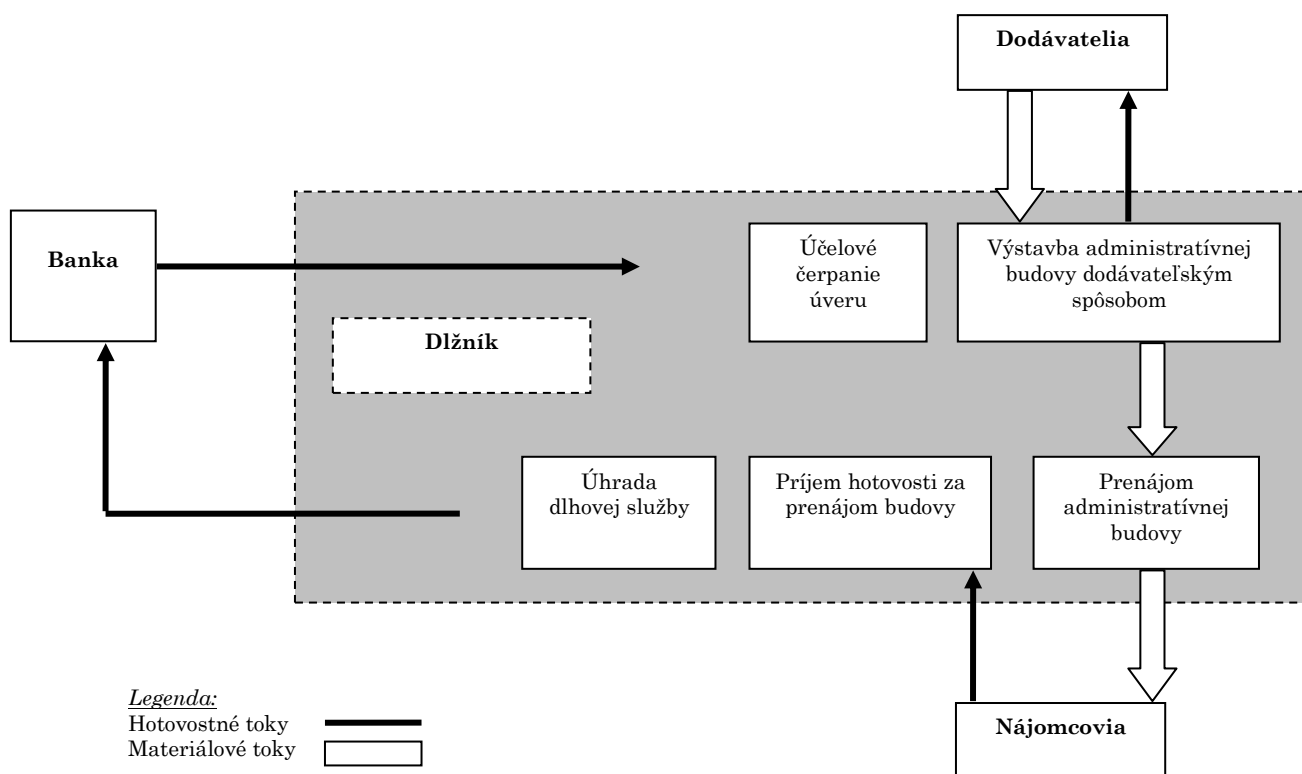 Dodávatelia
Banka
Účelové
čerpanie
úveru
Výstavba administratívnej
budovy dodávateľským
spôsobom
Dlžník
Úhrada
dlhovej služby
Príjem hotovosti za
prenájom budovy
Prenájom
administratívnej
budovy
Legenda:
Hotovostné toky
Materiálové toky
Nájomcovia